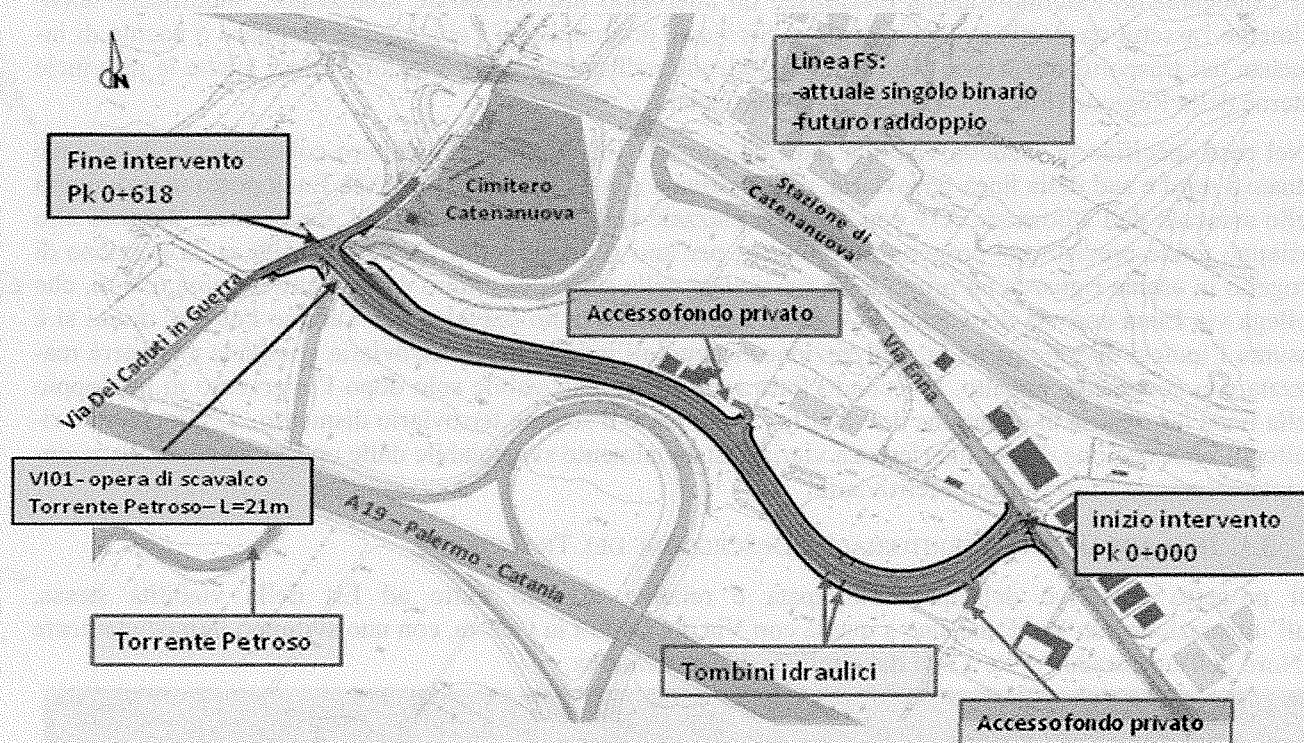 N
Linea FS:
-attuale singolo binario
-futuro raddoppio
Fine intervento
Pk 0+618
Cimitero
Catenanuova
Stazione di
Catenanuova
Via Dei Caduti in Guerra
Accesso fondo privato
Via Enna
VI01- opera di scavalco
Torrente Petroso– L=21m
A 19 – Palermo - Catania
inizio intervento
Pk 0+000
Torrente Petroso
Tombini idraulici
Accesso fondo privato